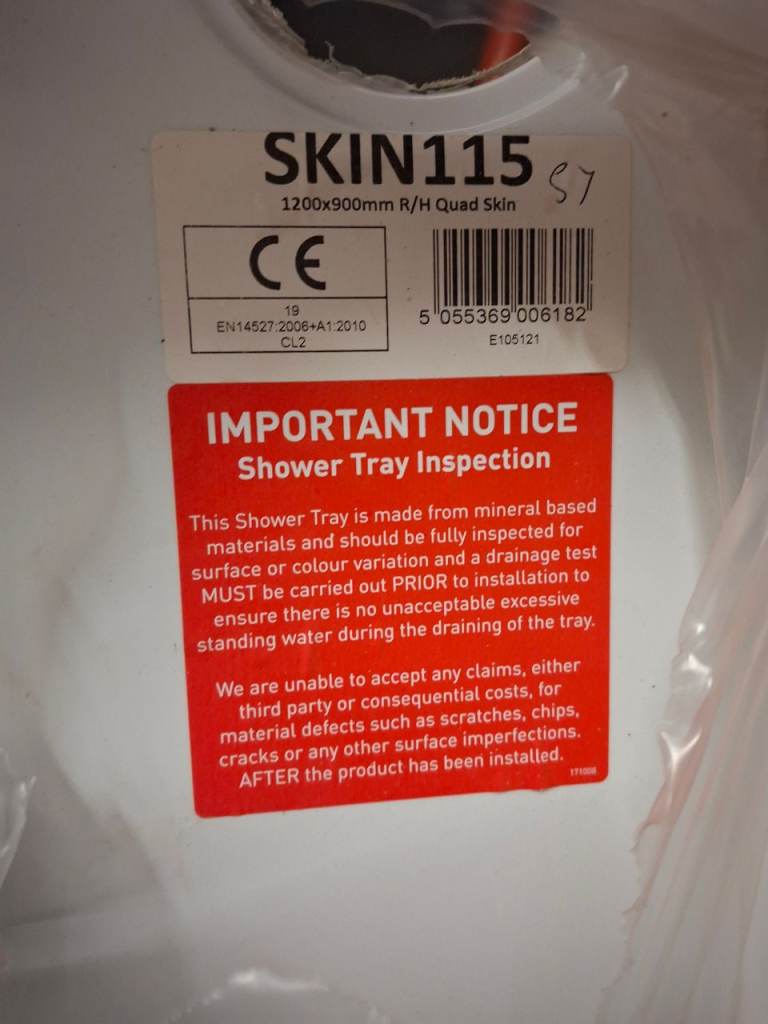 SKIN115
S7
1200x900mm R/H Quad Skin
CE
19
EN14527:2006+A1:2010
CL2
5 055369 006182
E105121
IMPORTANT NOTICE
Shower Tray Inspection
This Shower Tray is made from mineral based
materials and should be fully inspected for
surface or colour variation and a drainage test
MUST be carried out PRIOR to installation to
ensure there is no unacceptable excessive
standing water during the draining of the tray.
We are unable to accept any claims, either
third party or consequential costs, for
material defects such as scratches, chips,
cracks or any other surface imperfections.
AFTER the product has been installed.
171008